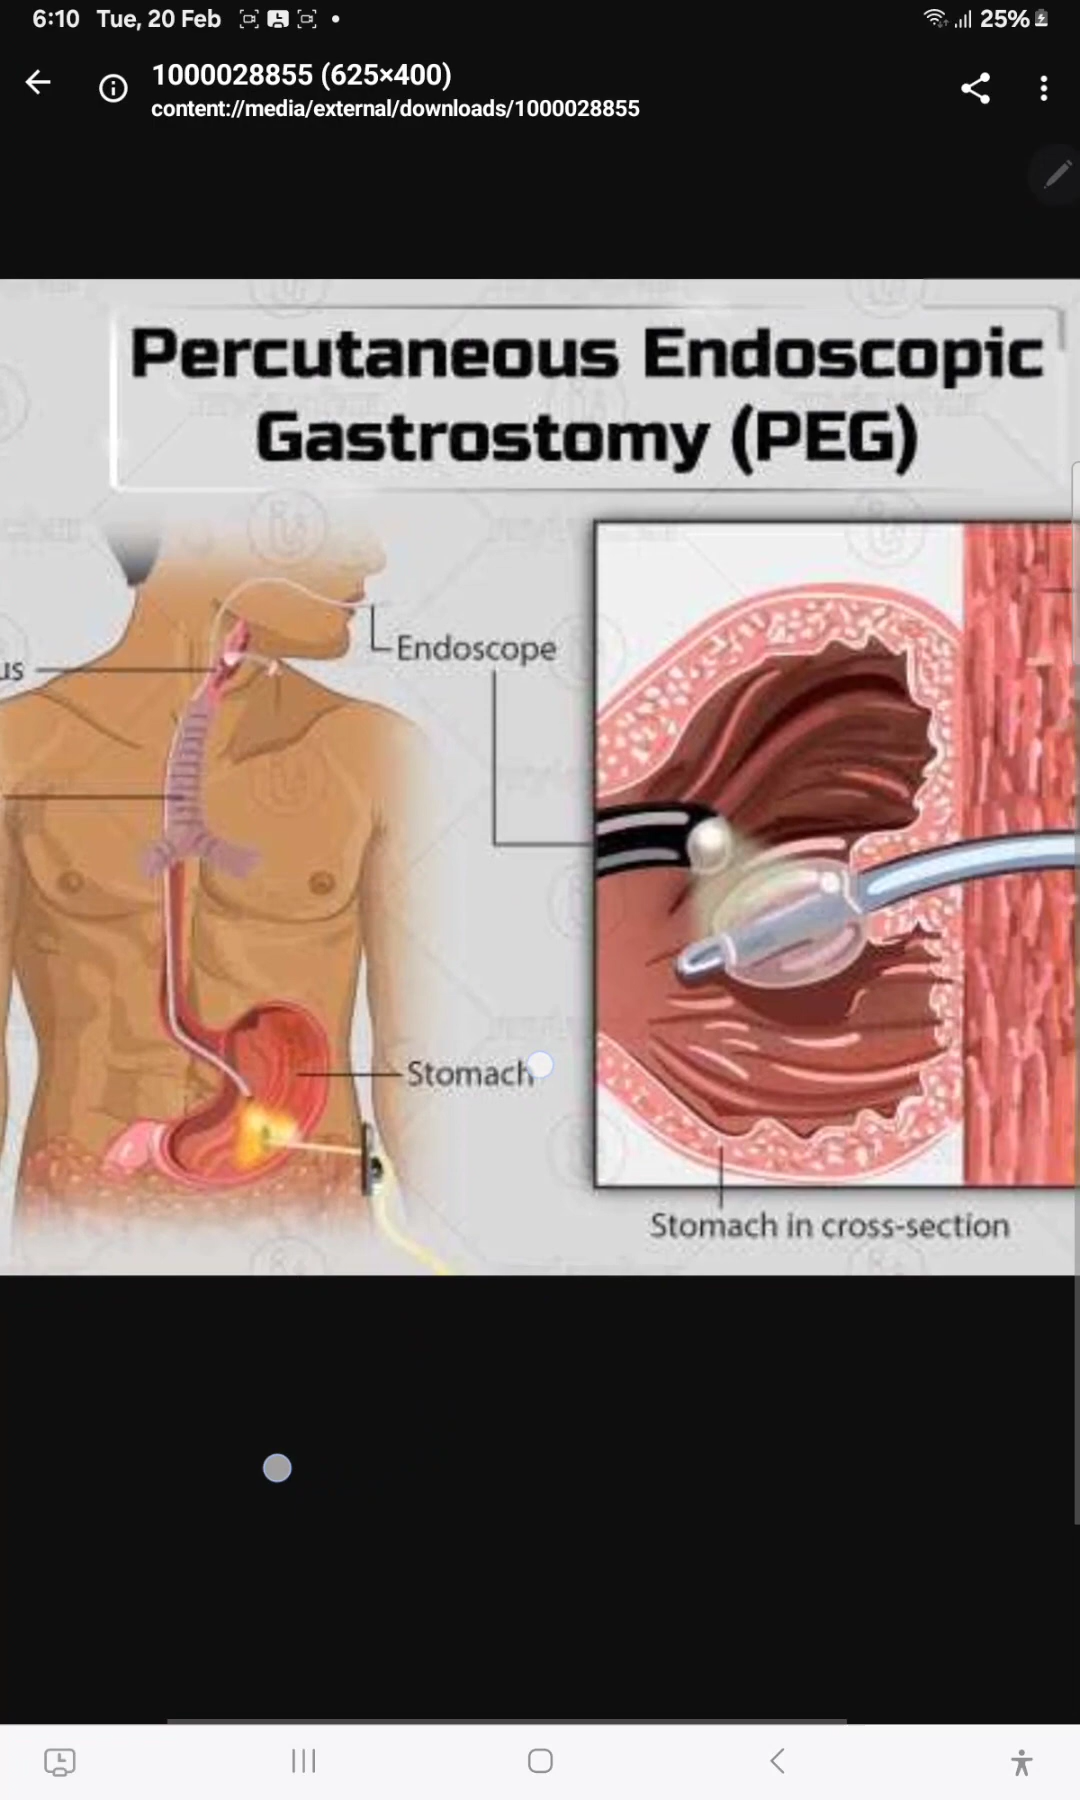 6:10 Tue, 20 Feb
25%
1000028855 (625×400)
content://media/external/downloads/1000028855
Percutaneous Endoscopic
Gastrostomy (PEG)
Endoscope
us
Stomach
Stomach in cross-section